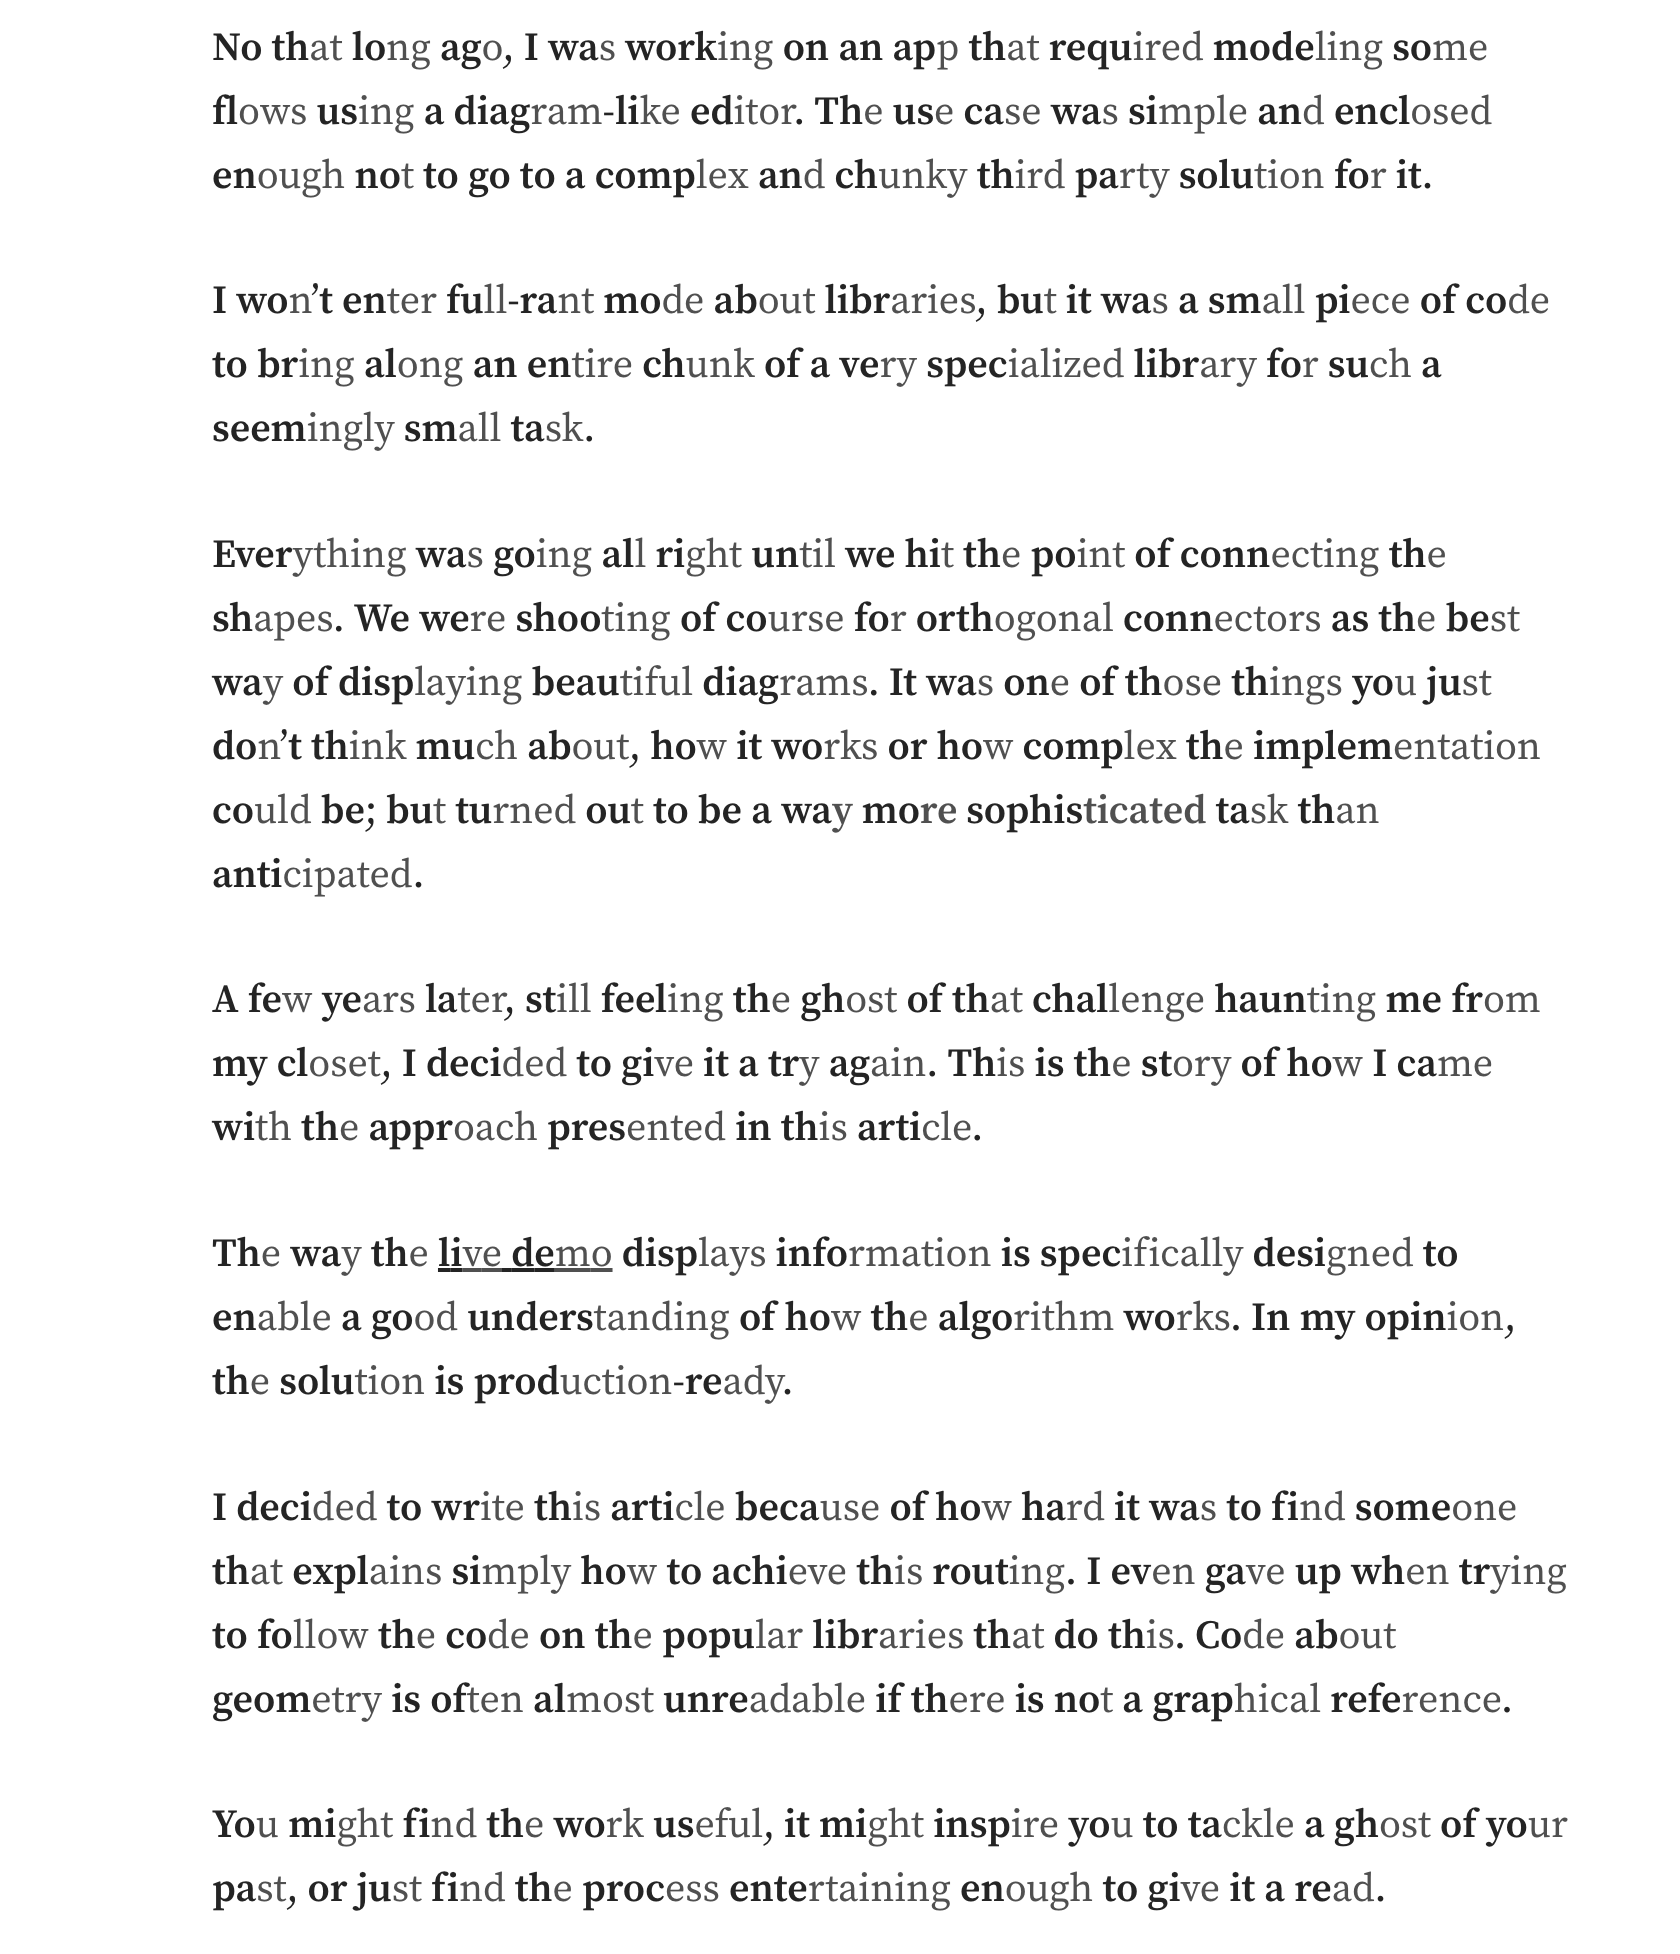 No that long ago, I was working on an app that required modeling some
flows using a diagram-like editor. The use case was simple and enclosed
enough not to go to a complex and chunky third party solution for it.
I won’t enter full-rant mode about libraries, but it was a small piece of code
to bring along an entire chunk of a very specialized library for such a
seemingly small task.
Everything was going all right until we hit the point of connecting the
shapes. We were shooting of course for orthogonal connectors as the best
way of displaying beautiful diagrams. It was one of those things you just
don’t think much about, how it works or how complex the implementation
could be; but turned out to be a way more sophisticated task than
anticipated.
A few years later, still feeling the ghost of that challenge haunting me from
my closet, I decided to give it a try again. This is the story of how I came
with the approach presented in this article.
The way the live demo displays information is specifically designed to
enable a good understanding of how the algorithm works. In my opinion,
the solution is production-ready.
I decided to write this article because of how hard it was to find someone
that explains simply how to achieve this routing. I even gave up when trying
to follow the code on the popular libraries that do this. Code about
geometry is often almost unreadable if there is not a graphical reference.
You might find the work useful, it might inspire you to tackle a ghost of your
past, or just find the process entertaining enough to give it a read.